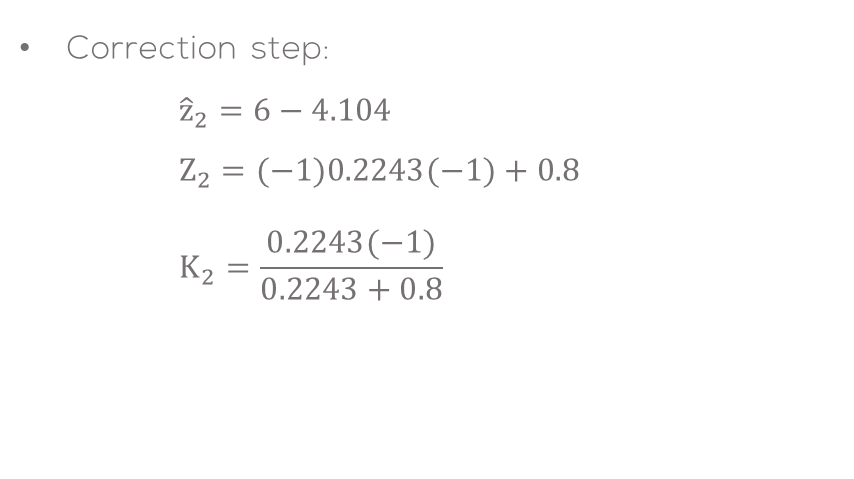 • Correction step:
ẑ₂ = 6 − 4.104
Z₂ = (−1)0.2243(−1) + 0.8
K₂ = 0.2243(−1) / 0.2243 + 0.8